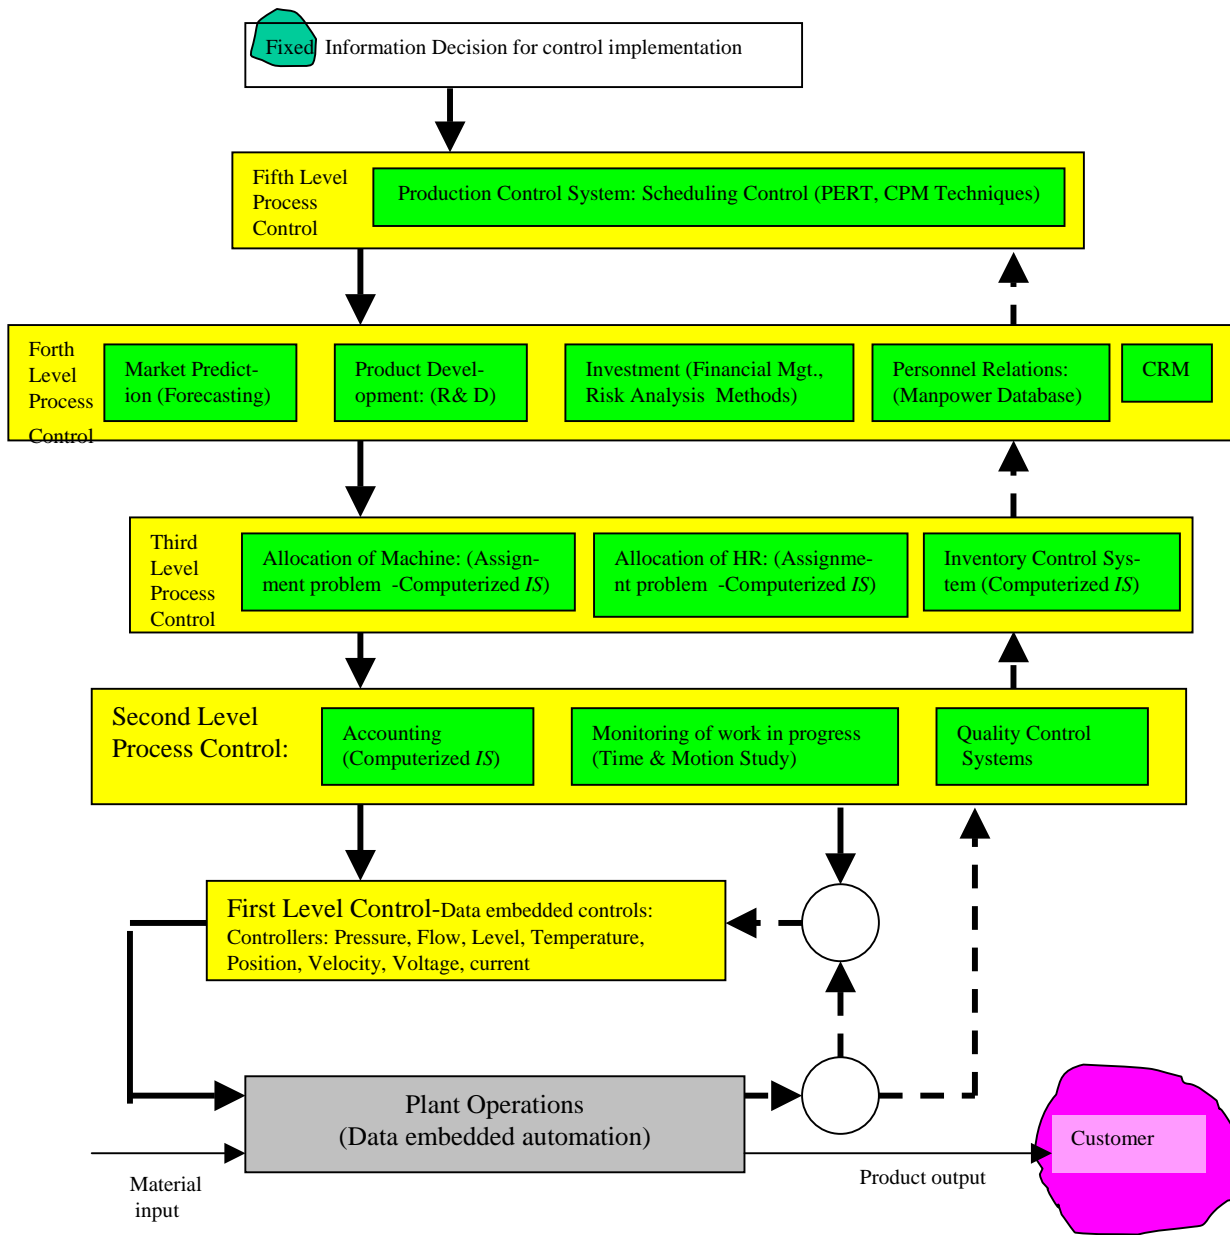 Fixed Information Decision for control implementation
Fifth Level
Process
Control
Production Control System: Scheduling Control (PERT, CPM Techniques)
Forth
Level
Process
Control
Market Predict-
ion (Forecasting)
Product Devel-
opment: (R& D)
Investment (Financial Mgt.,
Risk Analysis Methods)
Personnel Relations:
(Manpower Database)
CRM
Third
Level
Process
Control
Allocation of Machine: (Assign-
ment problem -Computerized IS)
Allocation of HR: (Assignme-
nt problem -Computerized IS)
Inventory Control Sys-
tem (Computerized IS)
Second Level
Process Control:
Accounting
(Computerized IS)
Monitoring of work in progress
(Time & Motion Study)
Quality Control
Systems
First Level Control-Data embedded controls:
Controllers: Pressure, Flow, Level, Temperature,
Position, Velocity, Voltage, current
Plant Operations
(Data embedded automation)
Customer
Material
input
Product output